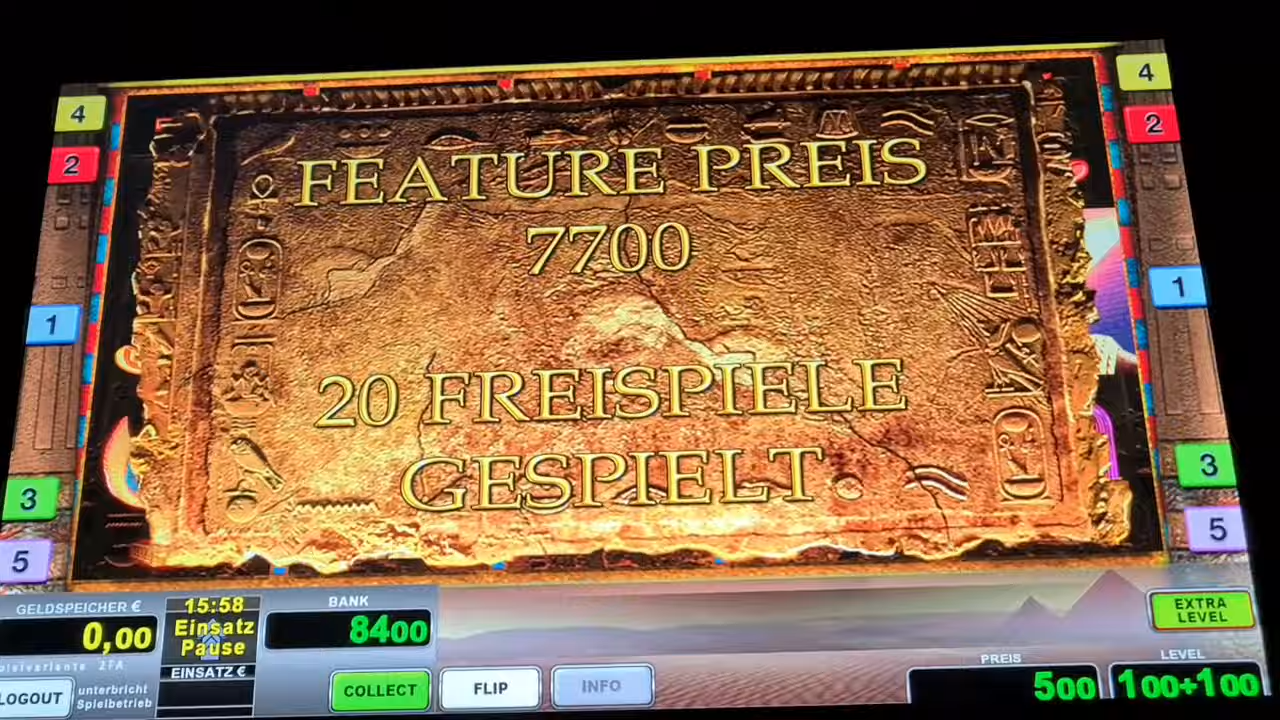 FEATURE PREIS
7700
20 FREISPIELE
GESPIELT
4
2
1
3
5
4
2
1
3
5
GELDSPEICHER €
0,00
15:58
Einsatz
Pause
EINSATZ €
BANK
8400
EXTRA
LEVEL
2FA
LOGOUT
unterbricht
Spielbetrieb
COLLECT
FLIP
INFO
PREIS
500
LEVEL
100+100